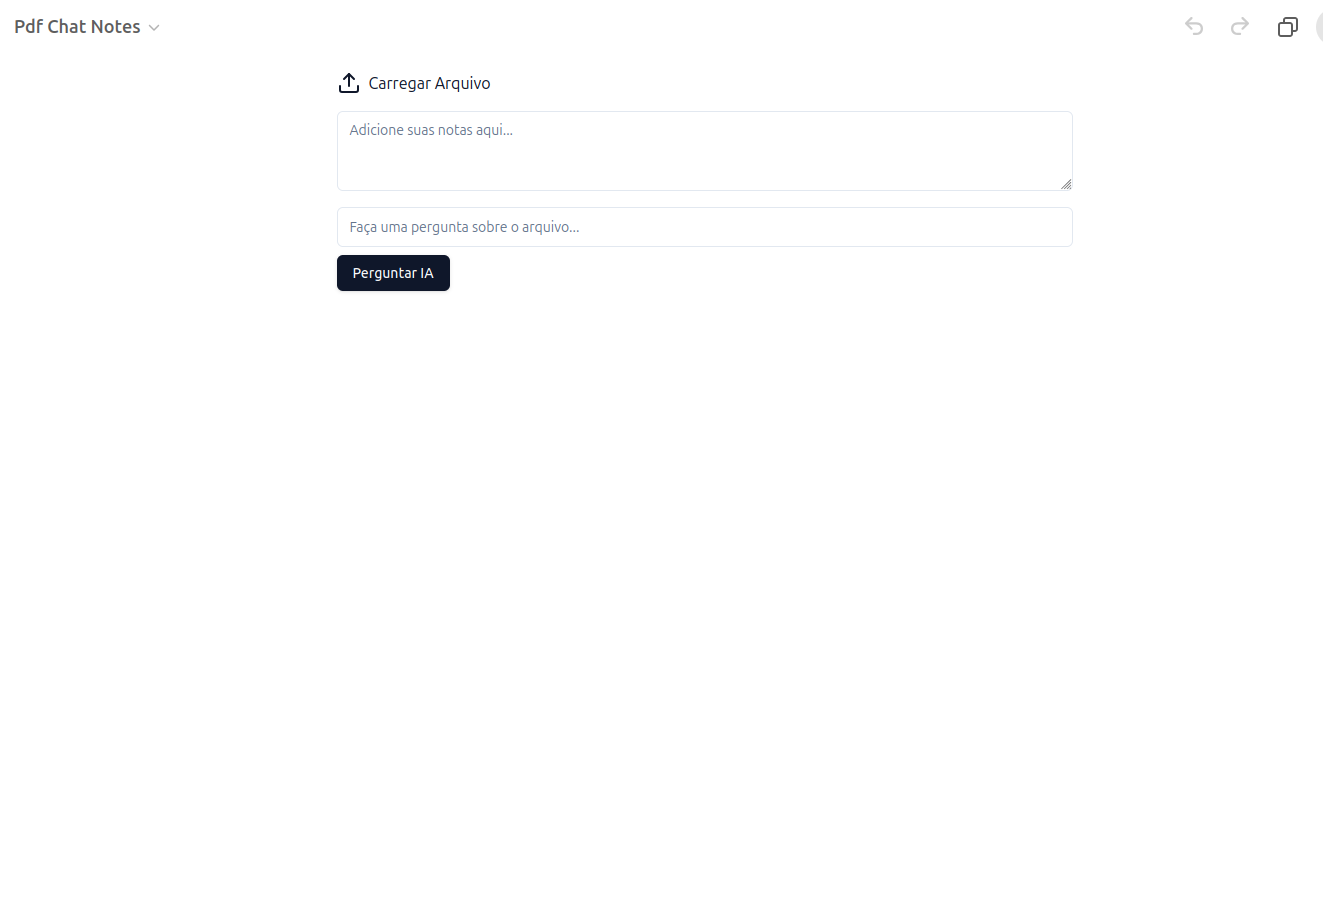 Pdf Chat Notes
Carregar Arquivo
Adicione suas notas aqui...
Faça uma pergunta sobre o arquivo...
Perguntar IA